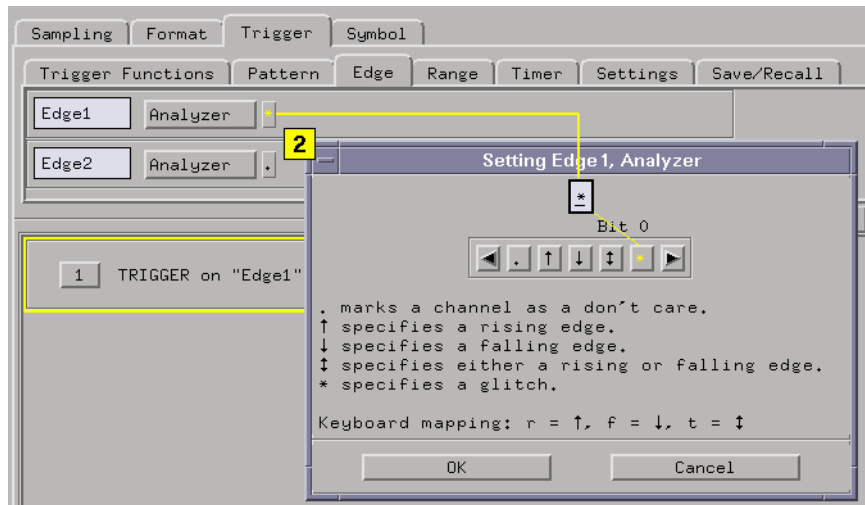 Sampling Format Trigger Symbol
Trigger Functions Pattern Edge Range Timer Settings Save/Recall
Edge1 Analyzer *
2
Edge2 Analyzer .
Setting Edge1, Analyzer
*
Bit 0
◀ . ↑ ↓ ↕ * ▶
1 TRIGGER on "Edge1"
. marks a channel as a don't care.
↑ specifies a rising edge.
↓ specifies a falling edge.
↕ specifies either a rising or falling edge.
* specifies a glitch.
Keyboard mapping: r = ↑, f = ↓, t = ↕
OK Cancel